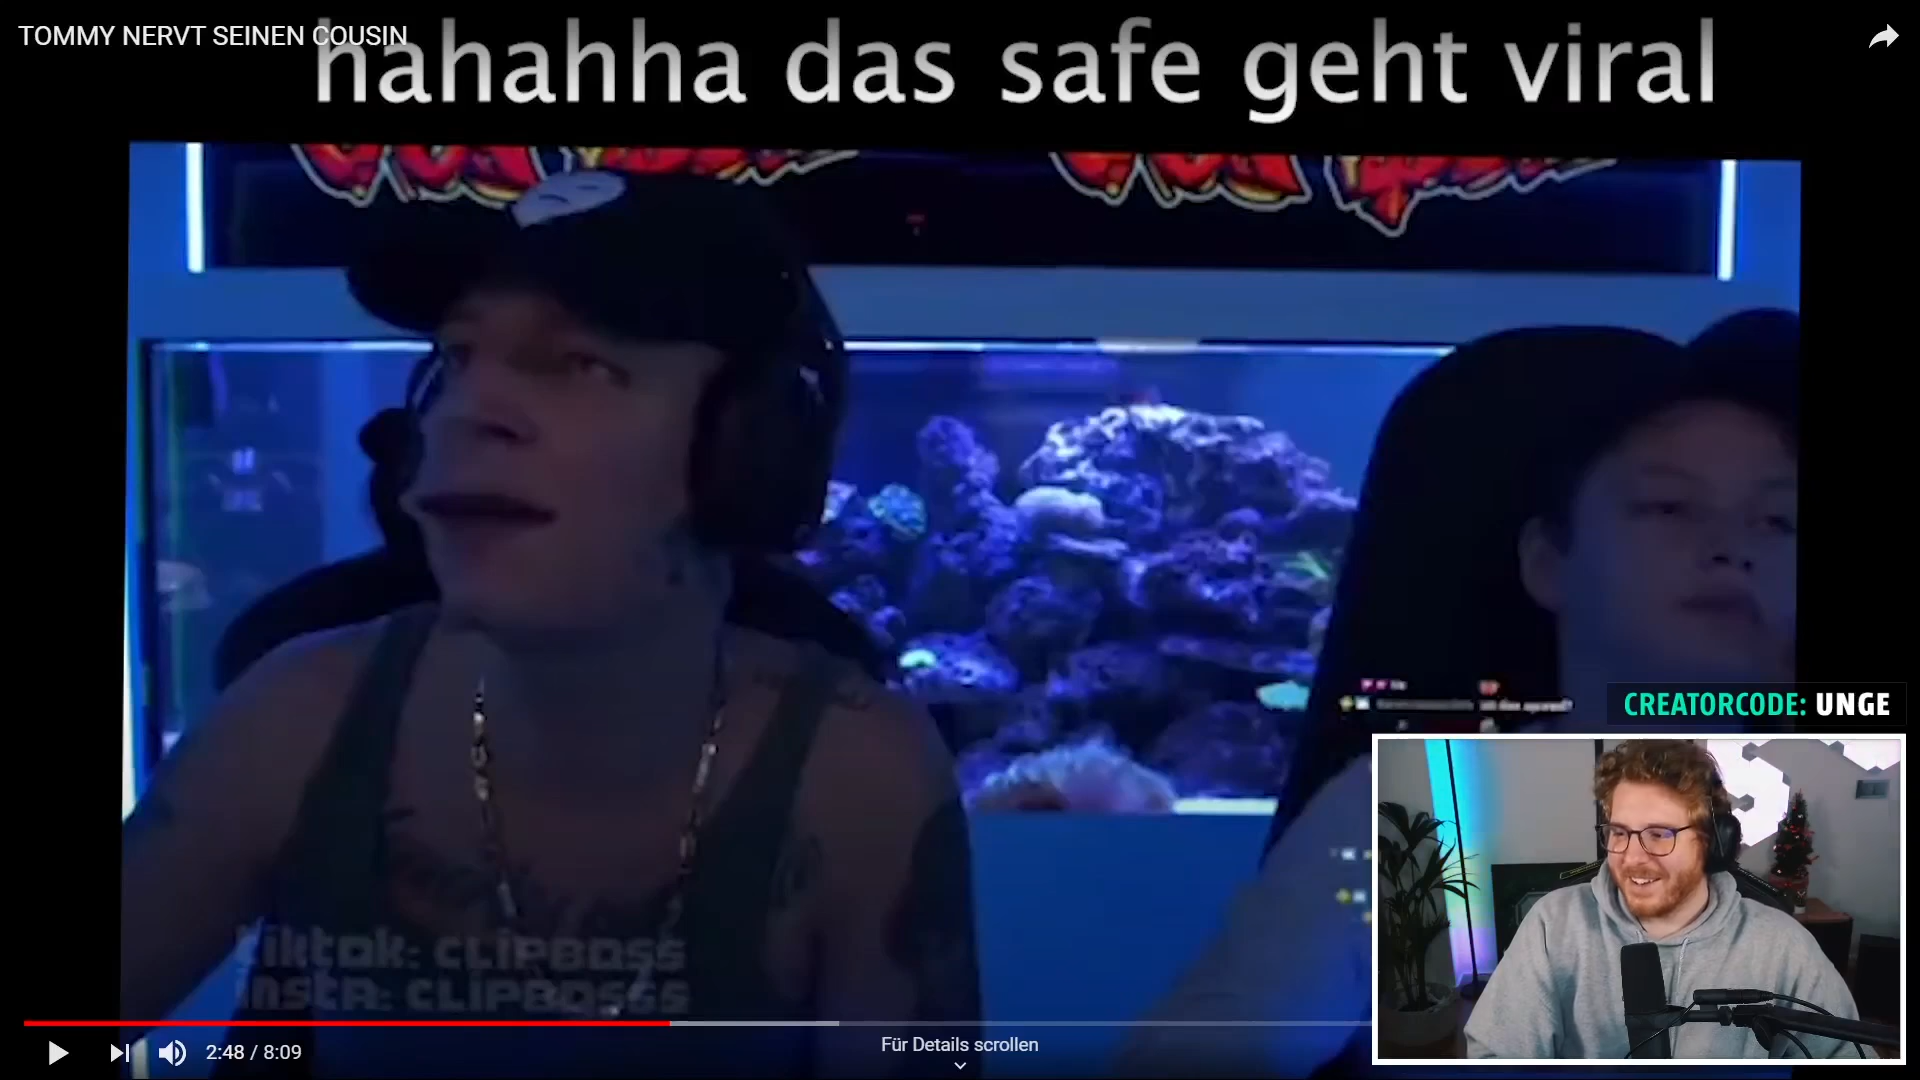 TOMMY NERVT SEINEN COUSIN
hahahha das safe geht viral
CREATORCODE: UNGE
tiktok: CLIPBOSS
insta: CLIPBOSSS
2:48 / 8:09
Für Details scrollen